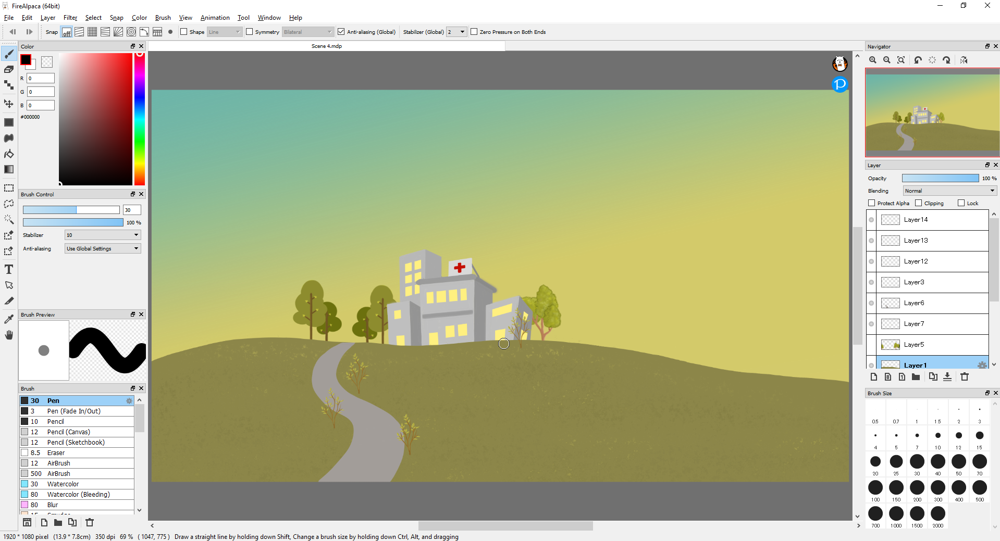 FireAlpaca (64bit)
File Edit Layer Filter Select Snap Color Brush View Animation Tool Window Help
Snap off Shape Line Symmetry Bilateral Anti-aliasing (Global) Stabilizer (Global) 2 Zero Pressure on Both Ends
Color
R 0
G 0
B 0
#000000
Brush Control
30
100 %
Stabilizer 10
Anti-aliasing Use Global Settings
Brush Preview
Brush
30 Pen
3 Pen (Fade In/Out)
10 Pencil
12 Pencil (Canvas)
12 Pencil (Sketchbook)
8.5 Eraser
12 AirBrush
500 AirBrush
30 Watercolor
80 Watercolor (Bleeding)
80 Blur
15 Smudge
Scene 4.mdp
P
Navigator
Layer
Opacity 100 %
Blending Normal
Protect Alpha Clipping Lock
Layer14
Layer13
Layer12
Layer3
Layer6
Layer7
Layer5
Layer1
8 1
Brush Size
0.5 0.7 1 1.5 2 3
4 5 7 10 12 15
20 25 30 40 50 70
100 150 200 300 400 500
700 1000 1500 2000
1920 * 1080 pixel (13.9 * 7.8cm) 350 dpi 69 % ( 1047, 775 ) Draw a straight line by holding down Shift, Change a brush size by holding down Ctrl, Alt, and dragging